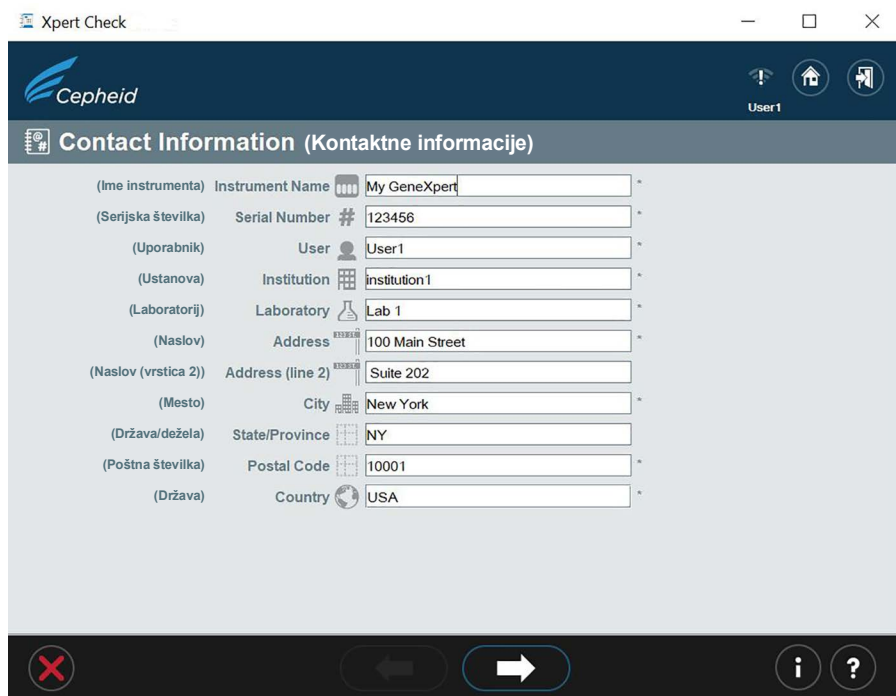 Xpert Check
Cepheid
User1
Contact Information (Kontaktne informacije)
(Ime instrumenta) Instrument Name My GeneXpert *
(Serijska številka) Serial Number # 123456 *
(Uporabnik) User User1 *
(Ustanova) Institution institution1 *
(Laboratorij) Laboratory Lab 1 *
(Naslov) Address 100 Main Street *
(Naslov (vrstica 2)) Address (line 2) Suite 202
(Mesto) City New York *
(Država/dežela) State/Province NY
(Poštna številka) Postal Code 10001 *
(Država) Country USA *
i ?